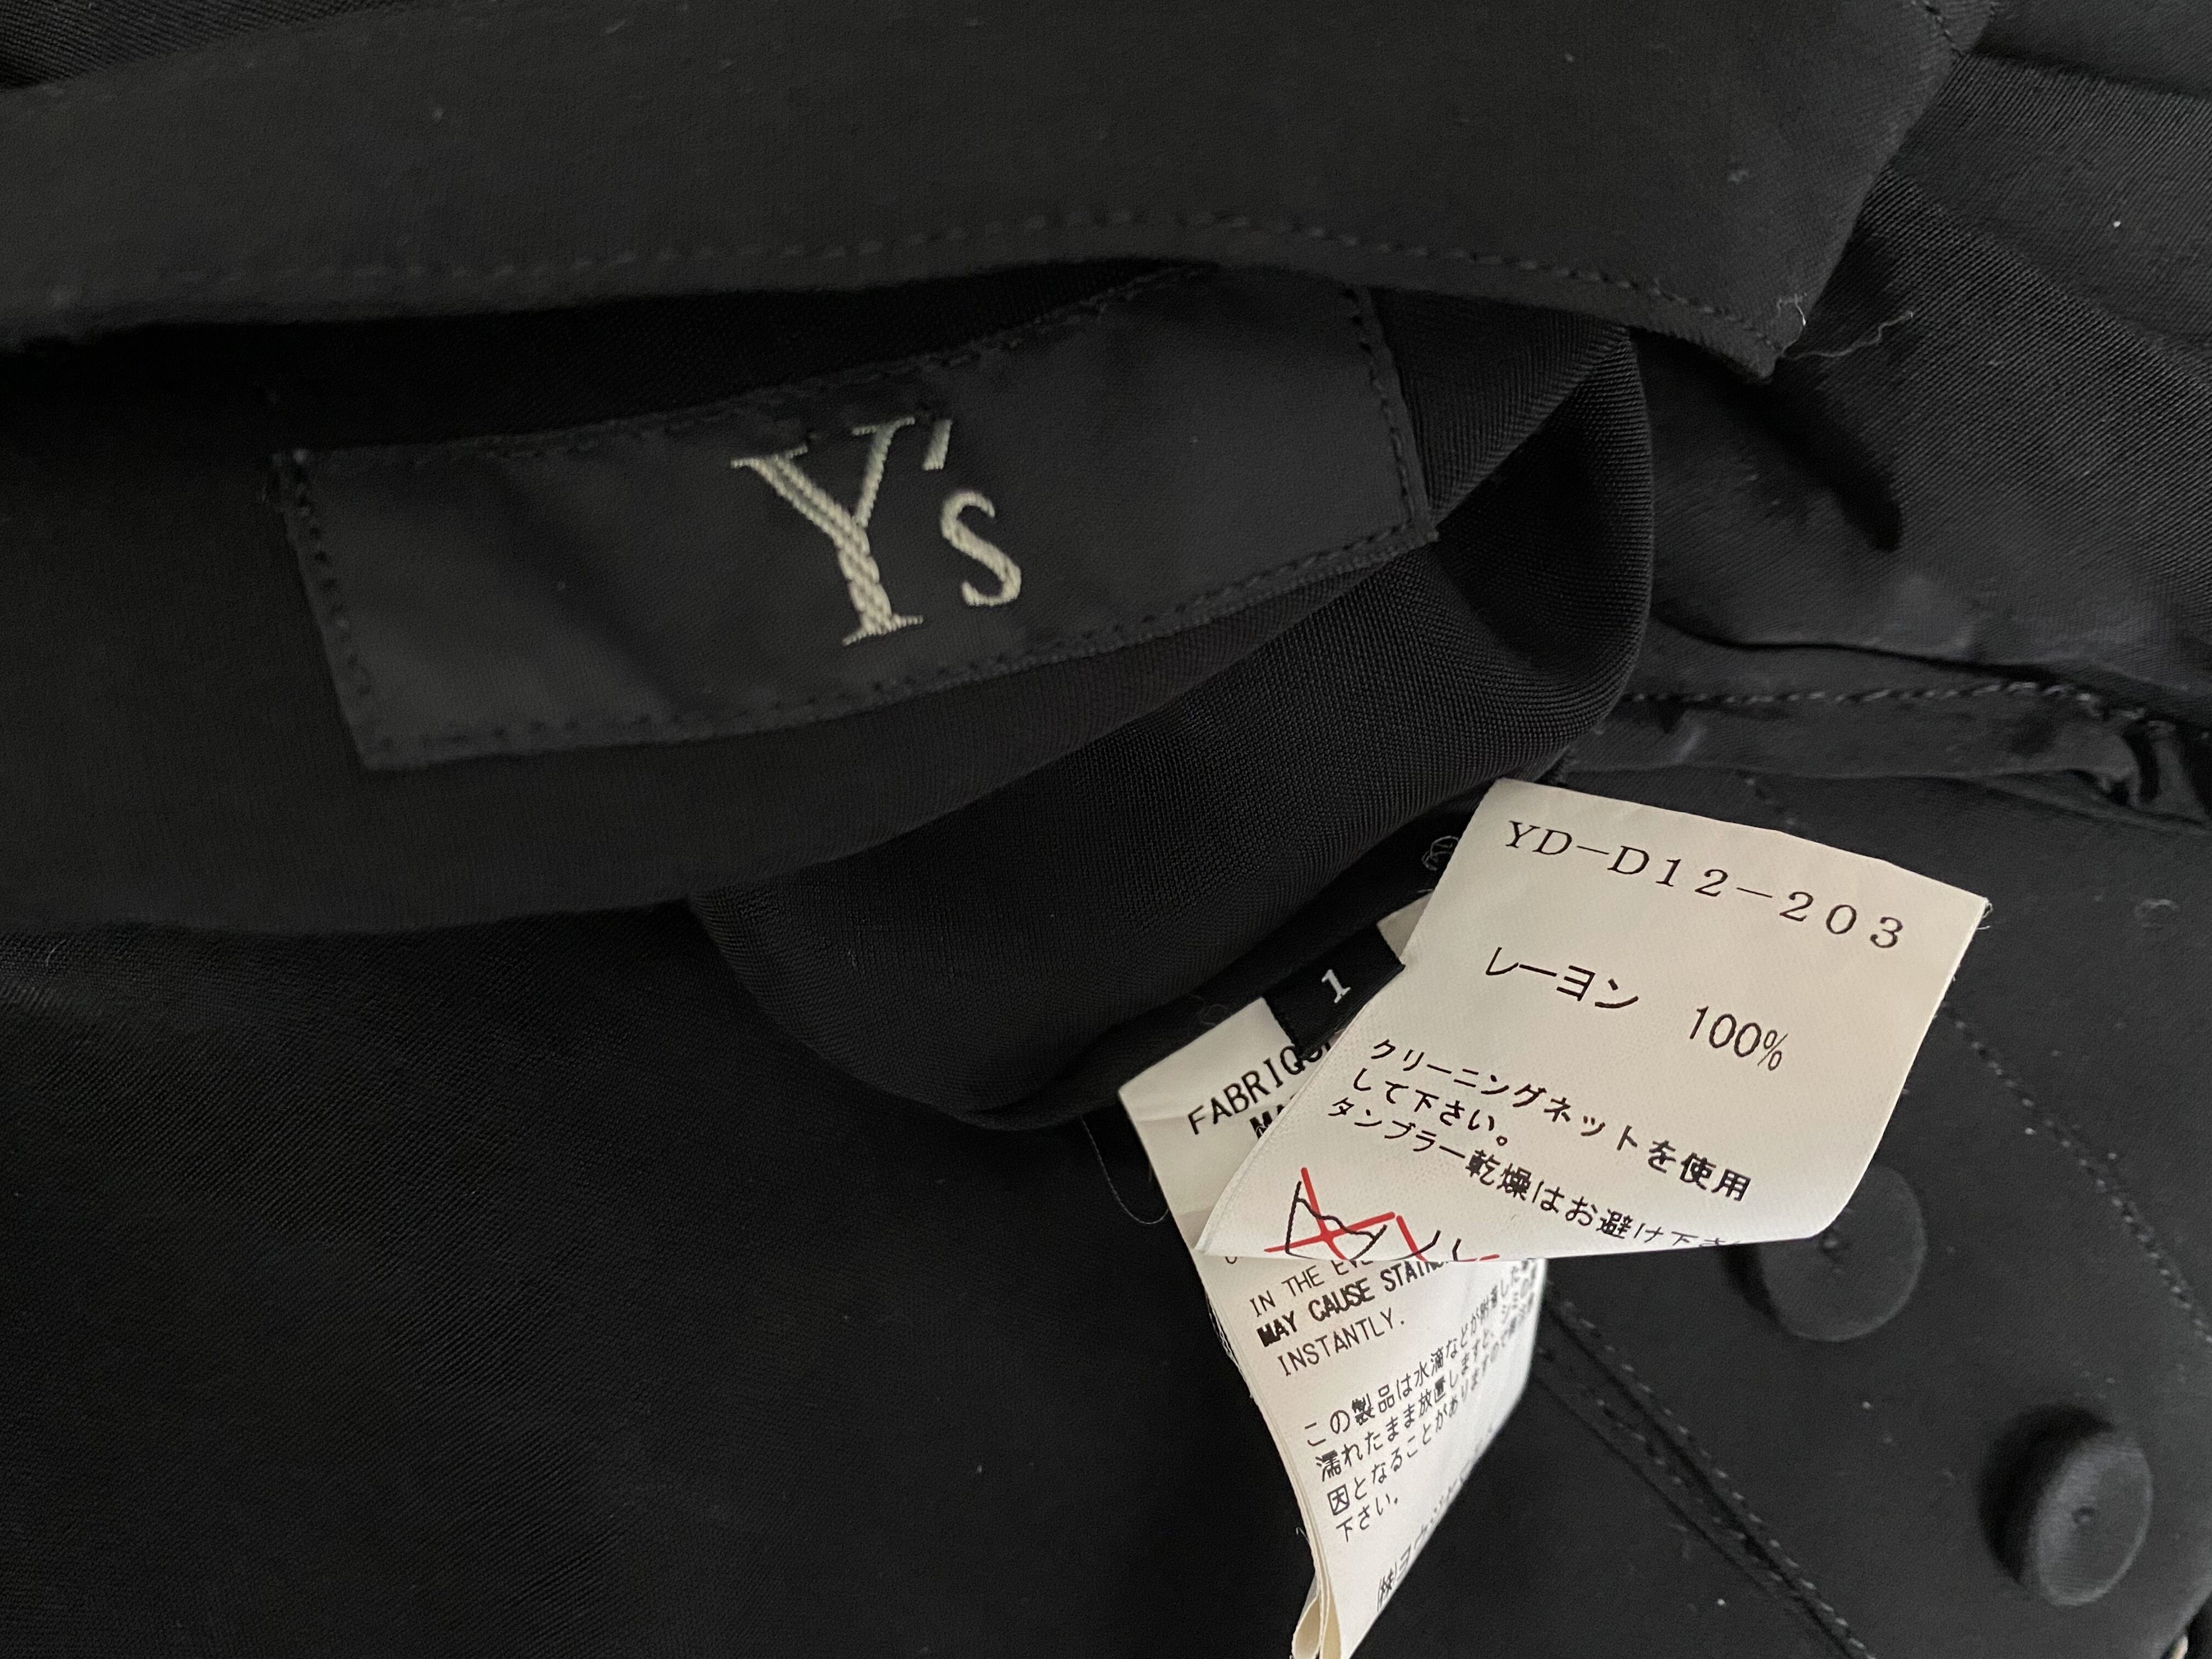 Y's
YD-D12-203
レーヨン 100%
クリーニングネットを使用
して下さい。
タンブラー乾燥はお避け下さ
1
IN THE
MAY CAUSE
INSTANTLY.
この製品は水滴などが
濡れたまま放置しますと、
因となることがありますので
下さい。